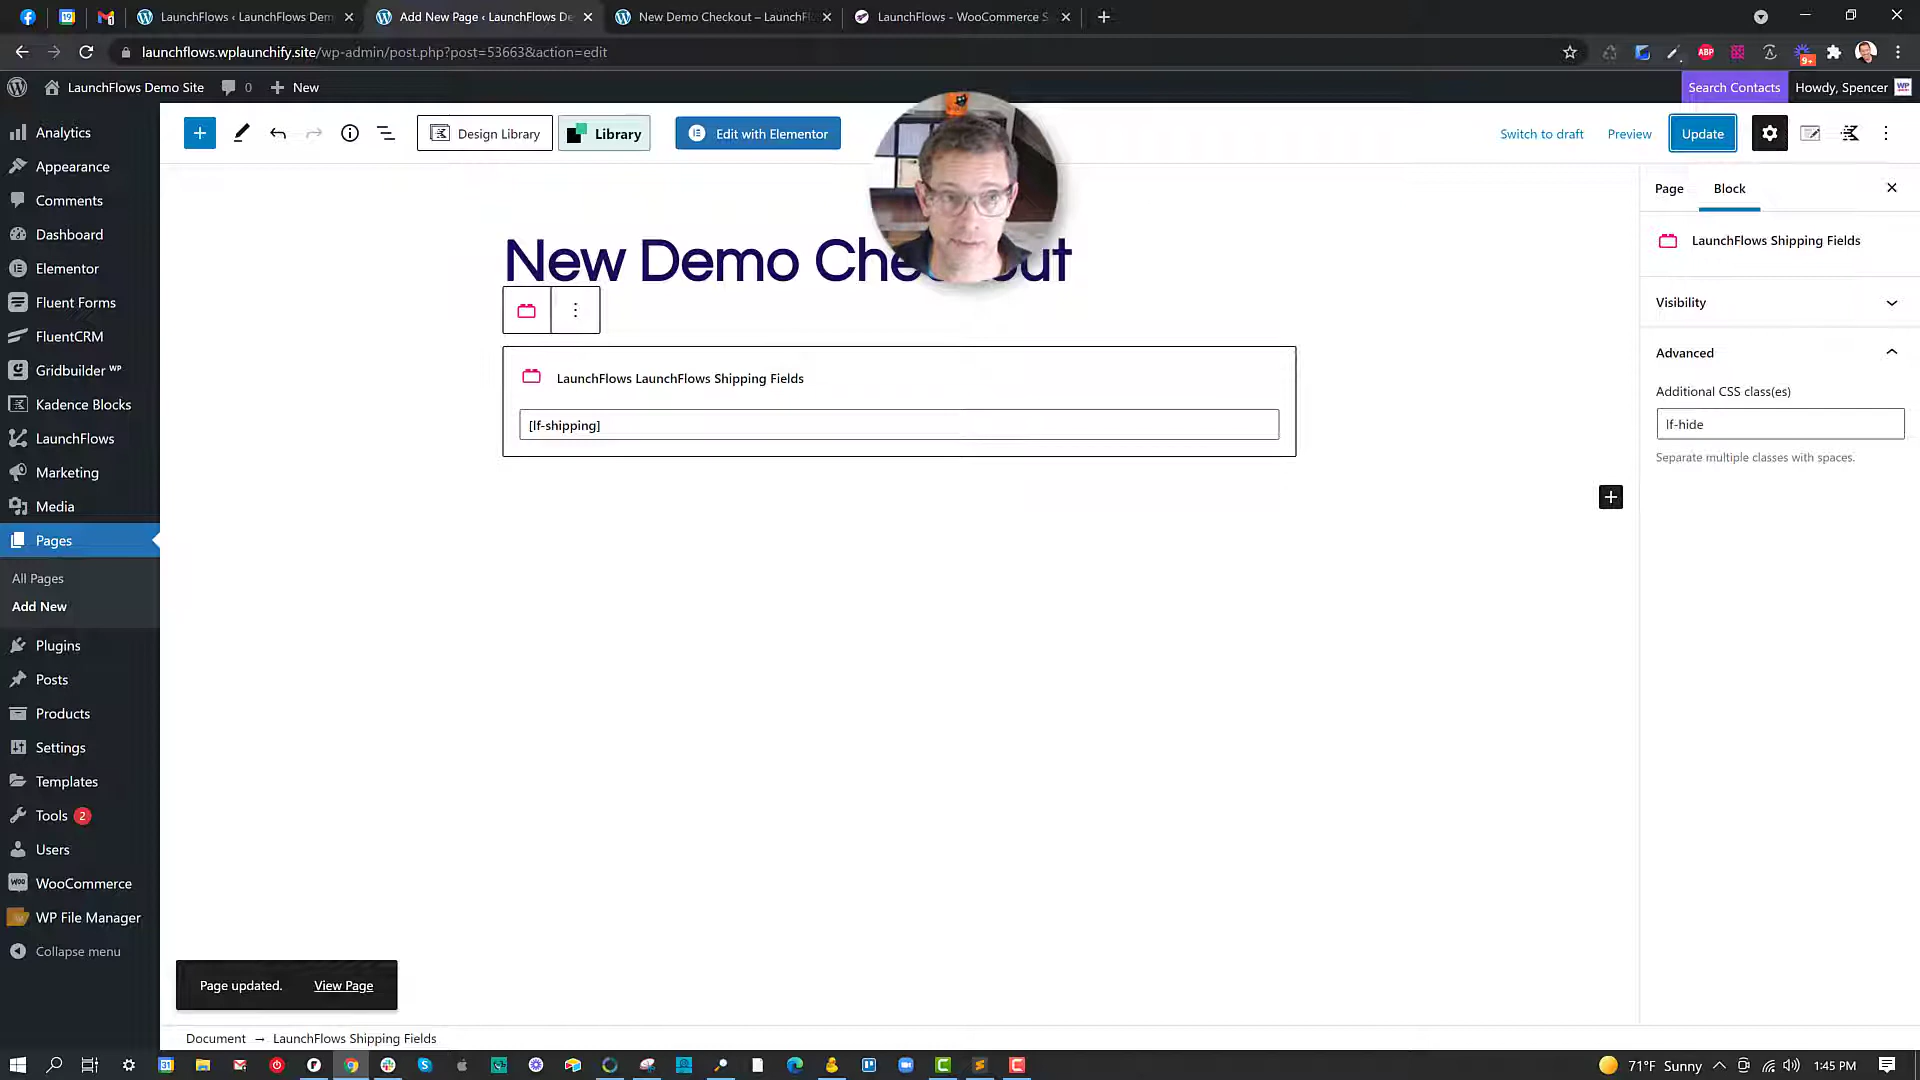 LaunchFlows ‹ LaunchFlows Dem
Add New Page ‹ LaunchFlows De
New Demo Checkout – LaunchFl
LaunchFlows - WooCommerce S
launchflows.wplaunchify.site/wp-admin/post.php?post=53663&action=edit
ABP
9+
LaunchFlows Demo Site
0
New
Search Contacts
Howdy, Spencer
Analytics
Appearance
Comments
Dashboard
Elementor
Fluent Forms
FluentCRM
Gridbuilder WP
Kadence Blocks
LaunchFlows
Marketing
Media
Pages
All Pages
Add New
Plugins
Posts
Products
Settings
Templates
Tools 2
Users
WooCommerce
WP File Manager
Collapse menu
Design Library
Library
Edit with Elementor
Switch to draft
Preview
Update
New Demo Che
ut
LaunchFlows LaunchFlows Shipping Fields
[lf-shipping]
Page
Block
LaunchFlows Shipping Fields
Visibility
Advanced
Additional CSS class(es)
lf-hide
Separate multiple classes with spaces.
Page updated.
View Page
Document → LaunchFlows Shipping Fields
71°F Sunny
1:45 PM